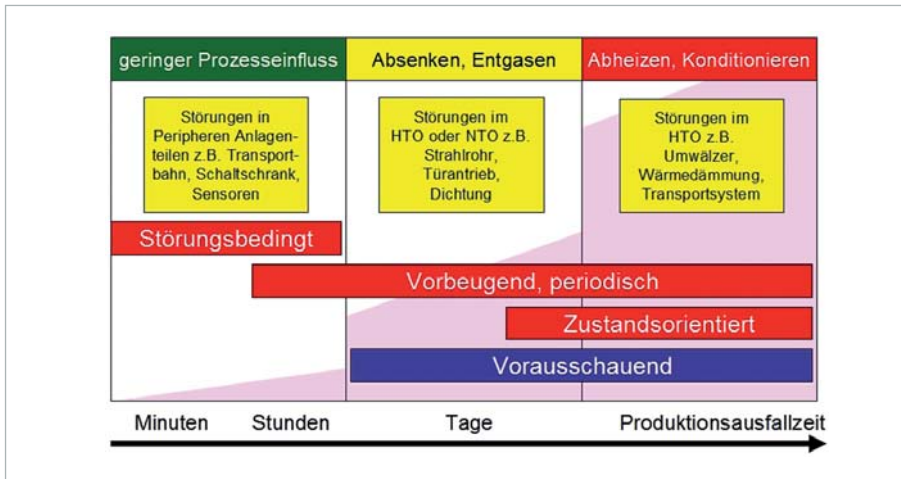 geringer Prozesseinfluss
Absenken, Entgasen
Abheizen, Konditionieren
Störungen in
Peripheren Anlagen-
teilen z.B. Transport-
bahn, Schaltschrank,
Sensoren
Störungen im
HTO oder NTO z.B.
Strahlrohr,
Türantrieb,
Dichtung
Störungen im
HTO z.B.
Umwälzer,
Wärmedämmung,
Transportsystem
Störungsbedingt
Vorbeugend, periodisch
Zustandsorientiert
Vorausschauend
Minuten
Stunden
Tage
Produktionsausfallzeit